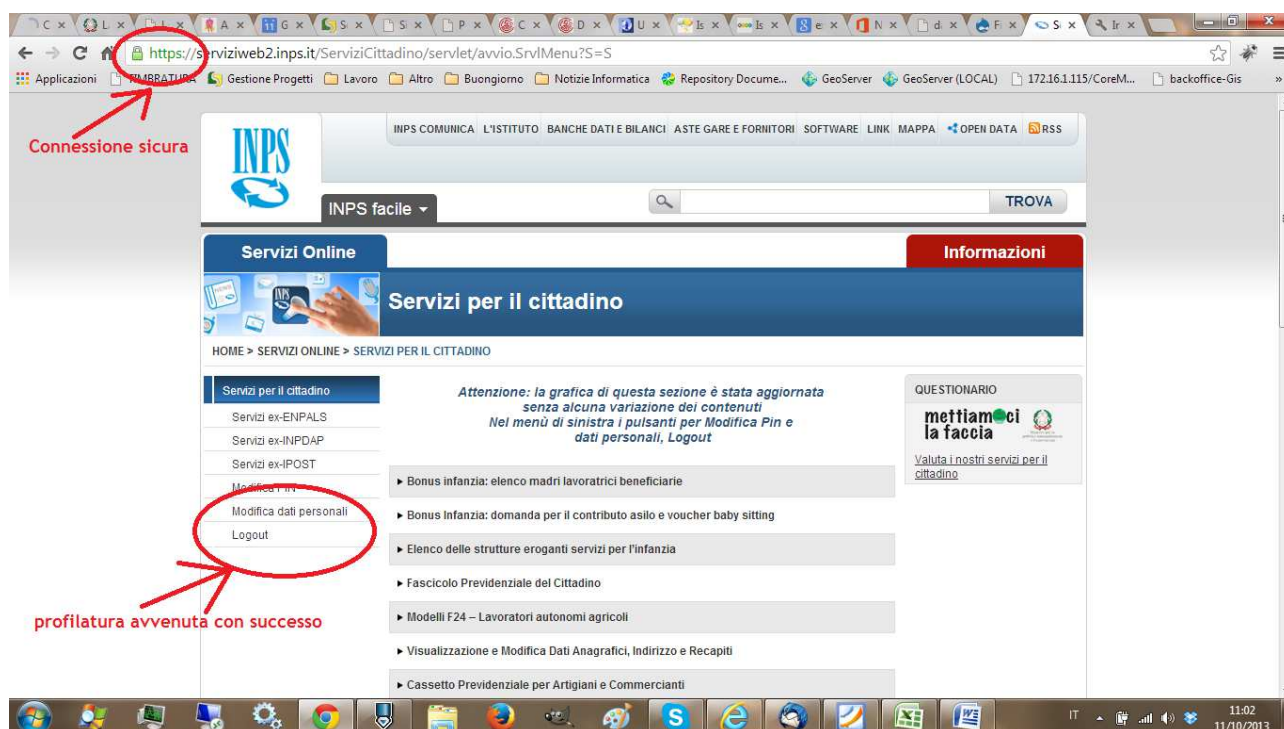 C L L A G S S P C D U Is Is e N d F S Ir
https://serviziweb2.inps.it/ServiziCittadino/servlet/avvio.SrvlMenu?S=S
Applicazioni TIMBRATURA Gestione Progetti Lavoro Altro Buongiorno Notizie Informatica Repository Docume... GeoServer GeoServer (LOCAL) 172.16.1.115/CoreM... backoffice-Gis »
Connessione sicura
INPS
INPS COMUNICA L'ISTITUTO BANCHE DATI E BILANCI ASTE GARE E FORNITORI SOFTWARE LINK MAPPA OPEN DATA RSS
INPS facile
TROVA
Servizi Online
Informazioni
INPS
Servizi per il cittadino
HOME > SERVIZI ONLINE > SERVIZI PER IL CITTADINO
Servizi per il cittadino
Servizi ex-ENPALS
Servizi ex-INPDAP
Servizi ex-IPOST
Modifica PIN
Modifica dati personali
Logout
profilatura avvenuta con successo
Attenzione: la grafica di questa sezione è stata aggiornata
senza alcuna variazione dei contenuti
Nel menù di sinistra i pulsanti per Modifica Pin e
dati personali, Logout
Bonus infanzia: elenco madri lavoratrici beneficiarie
Bonus Infanzia: domanda per il contributo asilo e voucher baby sitting
Elenco delle strutture eroganti servizi per l'infanzia
Fascicolo Previdenziale del Cittadino
Modelli F24 – Lavoratori autonomi agricoli
Visualizzazione e Modifica Dati Anagrafici, Indirizzo e Recapiti
Cassetto Previdenziale per Artigiani e Commercianti
QUESTIONARIO
mettiamoci
la faccia
Valuta i nostri servizi per il
cittadino
IT
11:02
11/10/2013